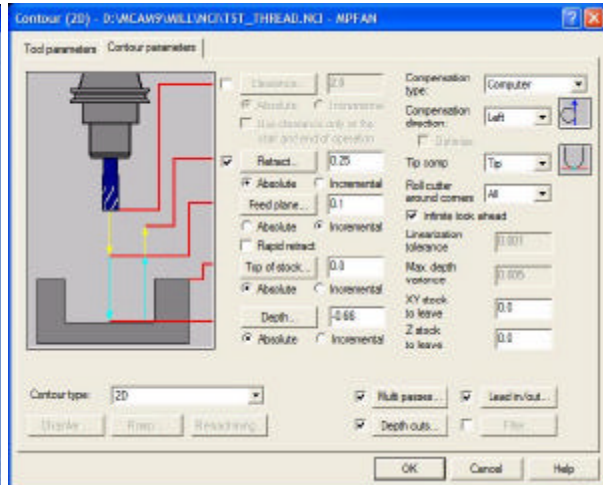 Contour (2D) - D:\MCAM9\MILL\NCI\TST_THREAD.NCI - MPFAN
Tool parameters Contour parameters
Clearance... 2.0
Absolute Incremental
Use clearance only at the
start and end of operation
Retract... 0.25
Absolute Incremental
Feed plane... 0.1
Absolute Incremental
Rapid retract
Top of stock... 0.0
Absolute Incremental
Depth... -0.66
Absolute Incremental
Compensation
type: Computer
Compensation
direction: Left
Optimize
Tip comp Tip
Roll cutter
around corners All
Infinite look ahead
Linearization
tolerance 0.001
Max. depth
variance 0.005
XY stock
to leave 0.0
Z stock
to leave 0.0
Contour type: 2D
Ramp... Remachining...
Multi passes... Lead in/out...
Depth cuts... Filter...
OK Cancel Help